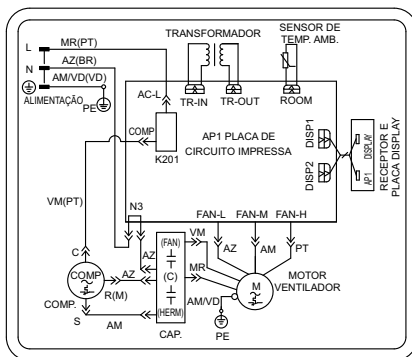 TRANSFORMADOR
SENSOR DE
TEMP. AMB.
L
MR(PT)
N
AZ(BR)
AM/VD(VD)
ALIMENTAÇÃO
PE
AC-L
TR-IN
TR-OUT
ROOM
COMP
K201
AP1 PLACA DE
CIRCUITO IMPRESSA
DISP1
DISP2
DISPLAY
AP1
RECEPTOR E
PLACA DISPLAY
VM(PT)
N3
FAN-L
FAN-M
FAN-H
VM
AZ
AM
PT
(FAN)
AZ
MR
C
COMP
AZ
R(M)
(C)
M
MOTOR
VENTILADOR
COMP.
S
AM
(HERM)
AM/VD
CAP.
PE